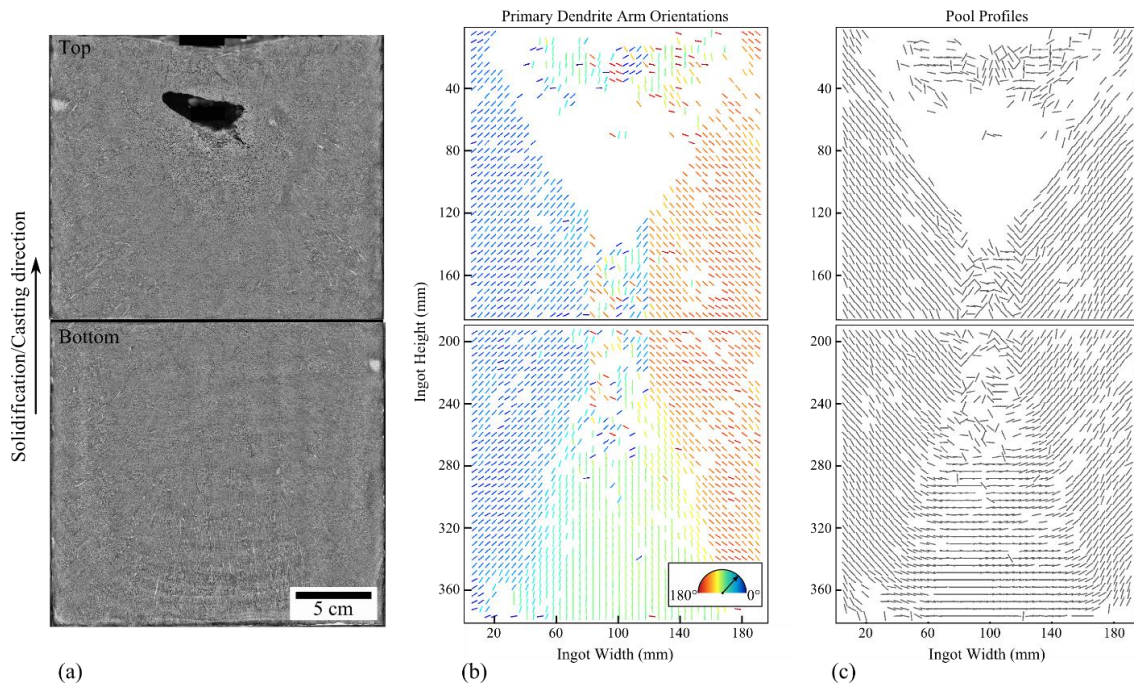 Top
Bottom
5 cm
Solidification/Casting direction
(a)
Primary Dendrite Arm Orientations
40
80
120
160
200
240
280
320
360
Ingot Height (mm)
180°
0°
20 60 100 140 180
Ingot Width (mm)
(b)
Pool Profiles
40
80
120
160
200
240
280
320
360
20 60 100 140 180
Ingot Width (mm)
(c)